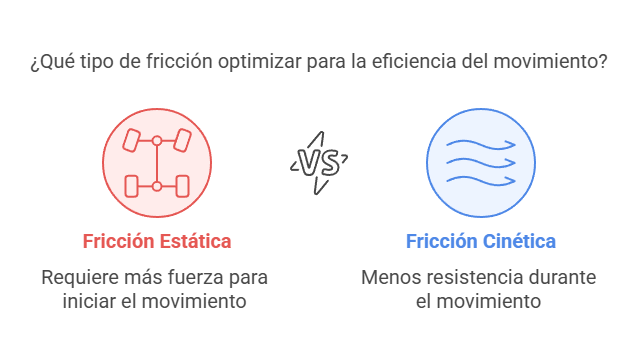 ¿Qué tipo de fricción optimizar para la eficiencia del movimiento?
VS
Fricción Estática
Fricción Cinética
Requiere más fuerza para
iniciar el movimiento
Menos resistencia durante
el movimiento